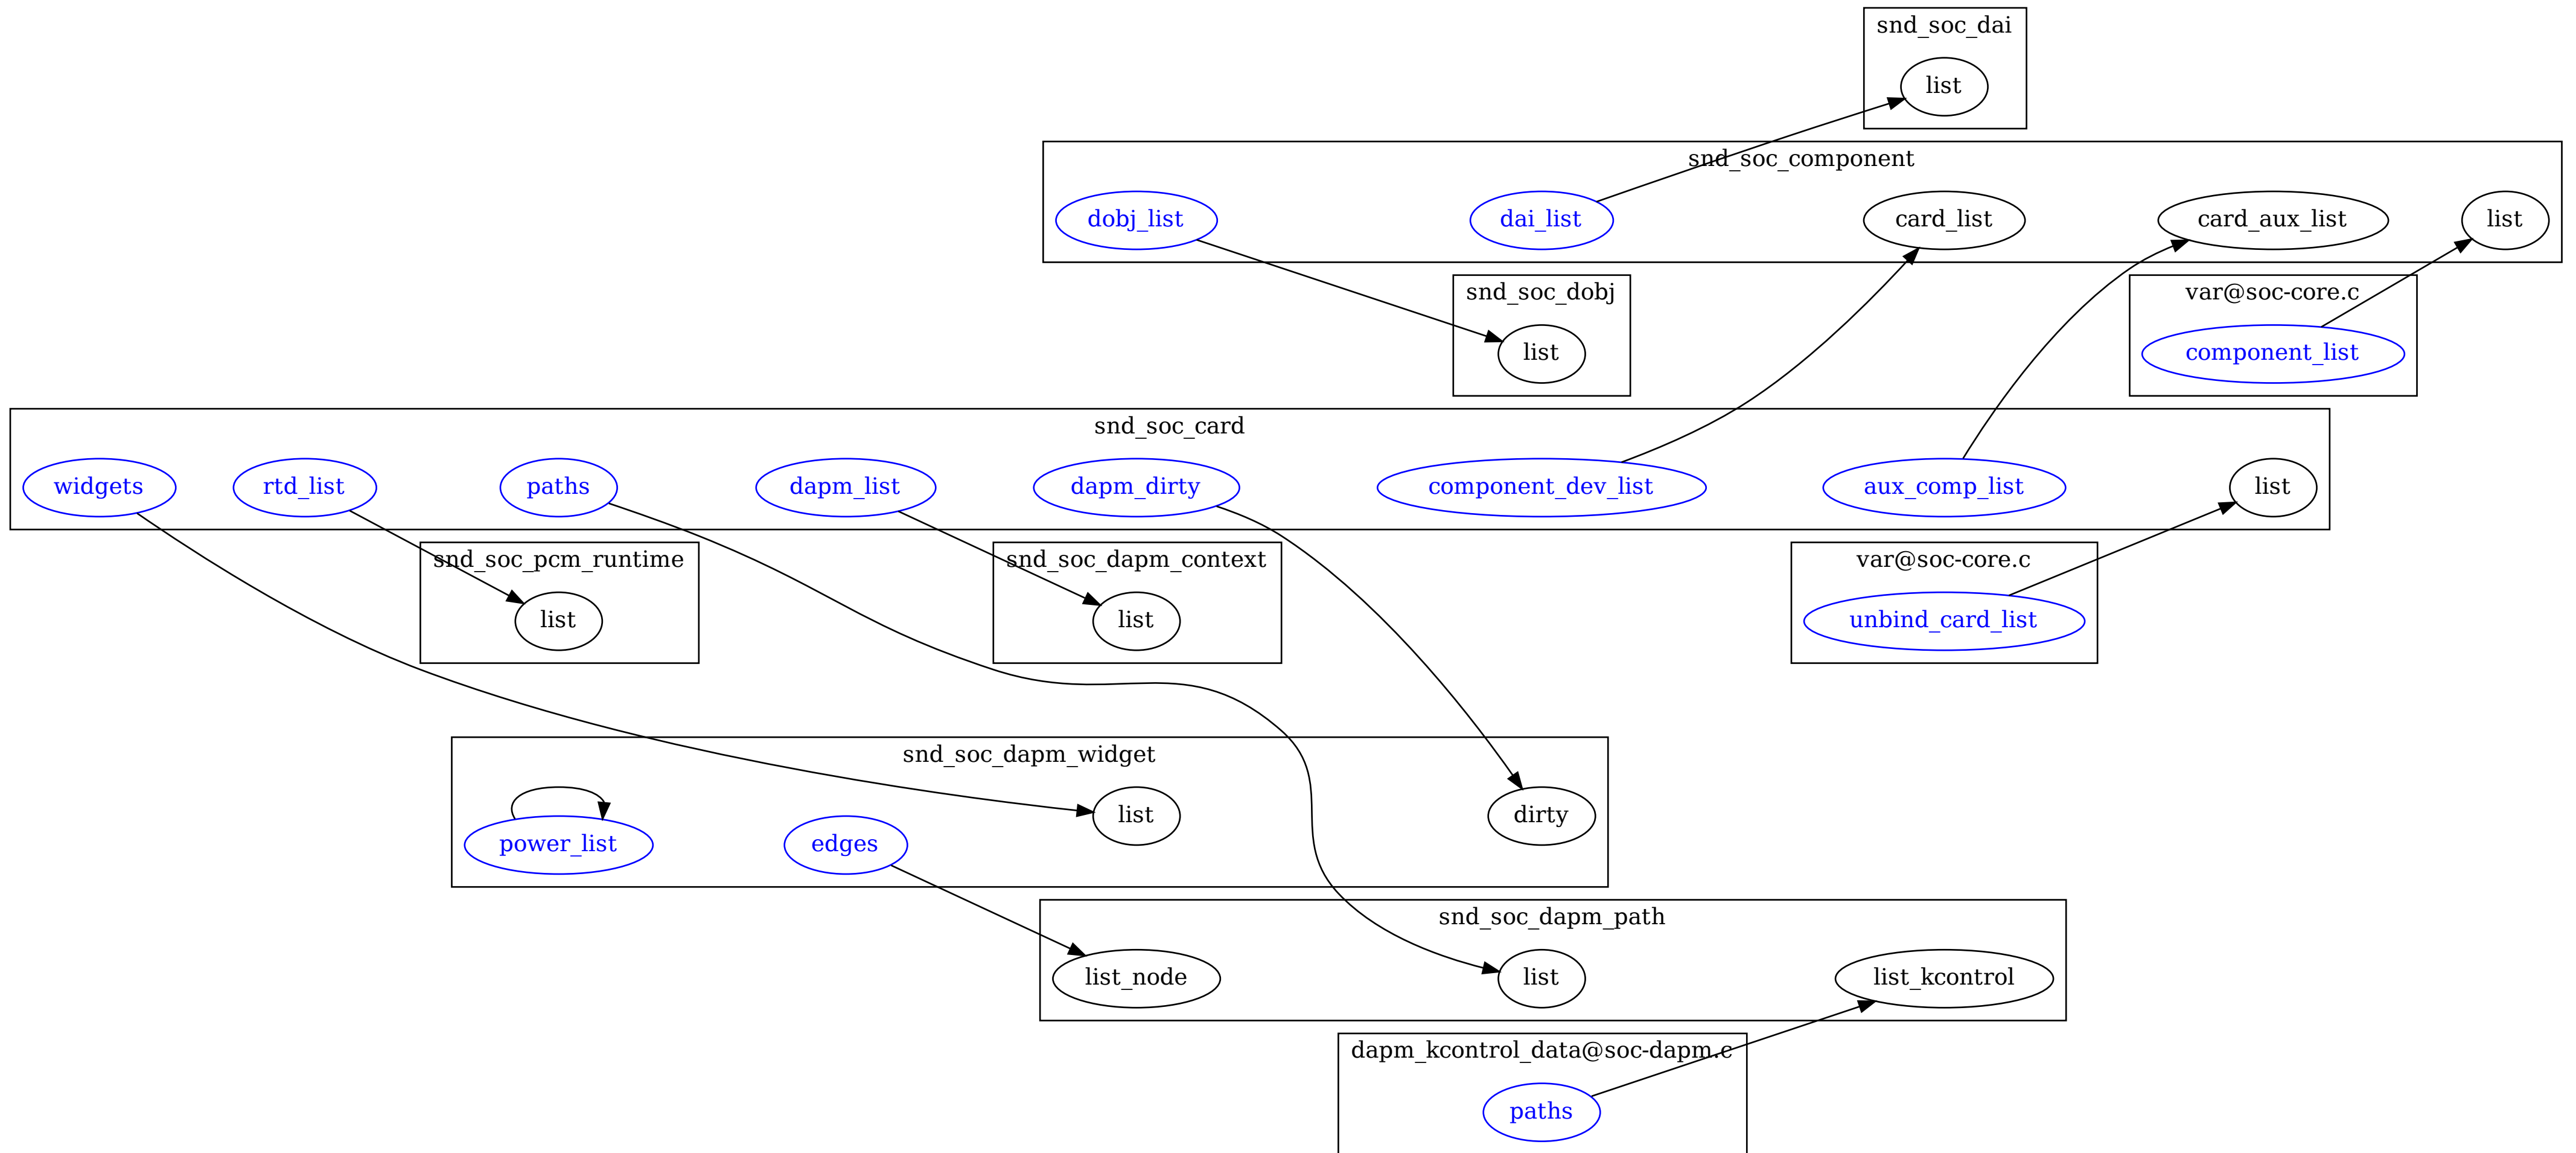 snd_soc_dai
list
snd_soc_component
dobj_list
dai_list
card_list
card_aux_list
list
snd_soc_dobj
list
var@soc-core.c
component_list
snd_soc_card
widgets
rtd_list
paths
dapm_list
dapm_dirty
component_dev_list
aux_comp_list
list
snd_soc_pcm_runtime
list
snd_soc_dapm_context
list
var@soc-core.c
unbind_card_list
snd_soc_dapm_widget
power_list
edges
list
dirty
snd_soc_dapm_path
list_node
list
list_kcontrol
dapm_kcontrol_data@soc-dapm.c
paths